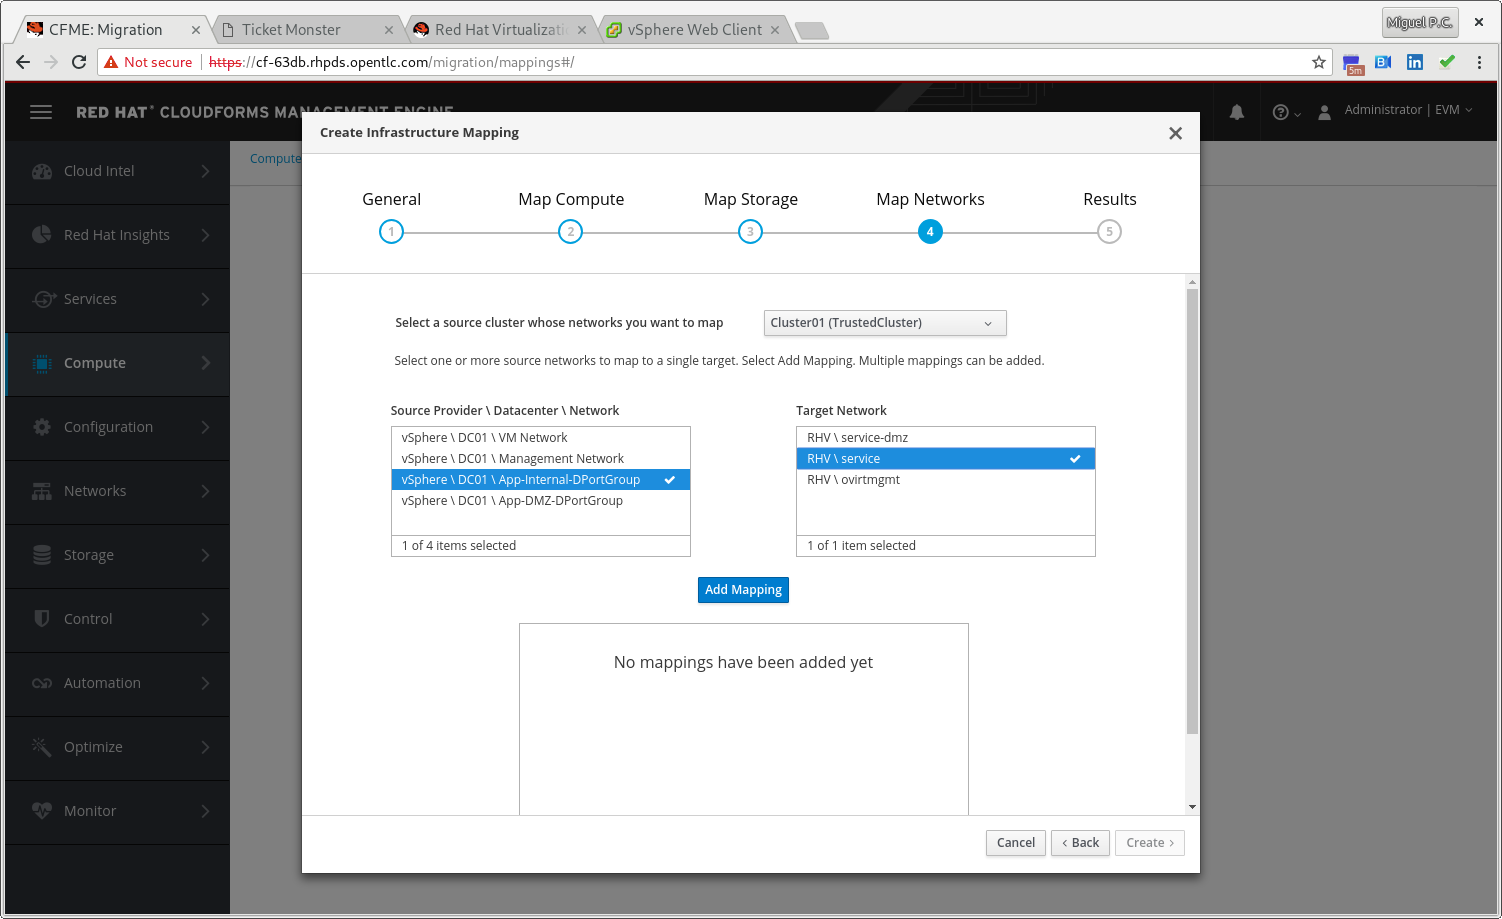 CFME: Migration
Ticket Monster
Red Hat Virtualizati
vSphere Web Client
Miguel P.C.
Not secure
https://cf-63db.rhpds.opentlc.com/migration/mappings#/
5m
RED HAT® CLOUDFORMS MANAGEMENT ENGINE
Administrator | EVM
Cloud Intel
Red Hat Insights
Services
Compute
Configuration
Networks
Storage
Control
Automation
Optimize
Monitor
Compute
Create Infrastructure Mapping
General
Map Compute
Map Storage
Map Networks
Results
1
2
3
4
5
Select a source cluster whose networks you want to map
Cluster01 (TrustedCluster)
Select one or more source networks to map to a single target. Select Add Mapping. Multiple mappings can be added.
Source Provider \ Datacenter \ Network
vSphere \ DC01 \ VM Network
vSphere \ DC01 \ Management Network
vSphere \ DC01 \ App-Internal-DPortGroup
vSphere \ DC01 \ App-DMZ-DPortGroup
1 of 4 items selected
Target Network
RHV \ service-dmz
RHV \ service
RHV \ ovirtmgmt
1 of 1 item selected
Add Mapping
No mappings have been added yet
Cancel
‹ Back
Create ›